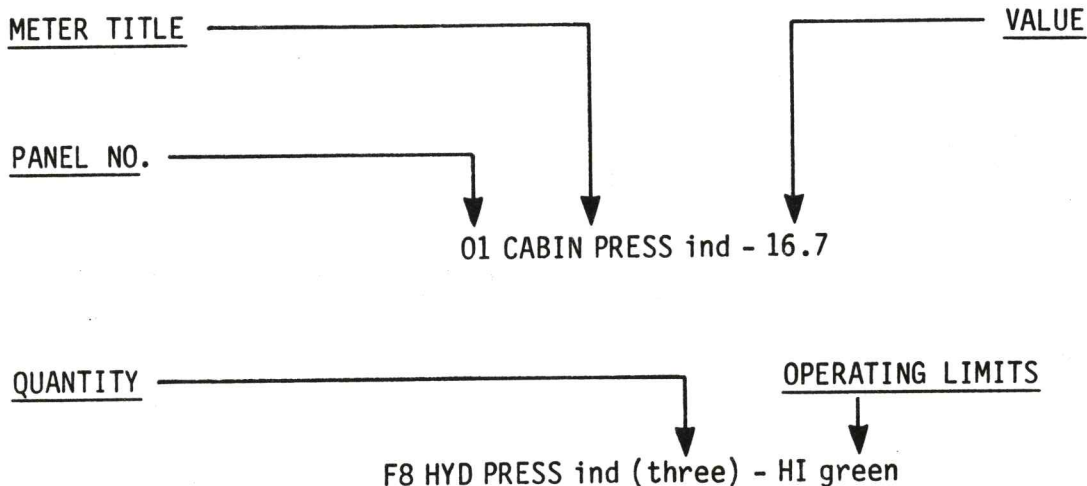 METER TITLE
VALUE
PANEL NO.
O1 CABIN PRESS ind - 16.7
QUANTITY
OPERATING LIMITS
F8 HYD PRESS ind (three) - HI green